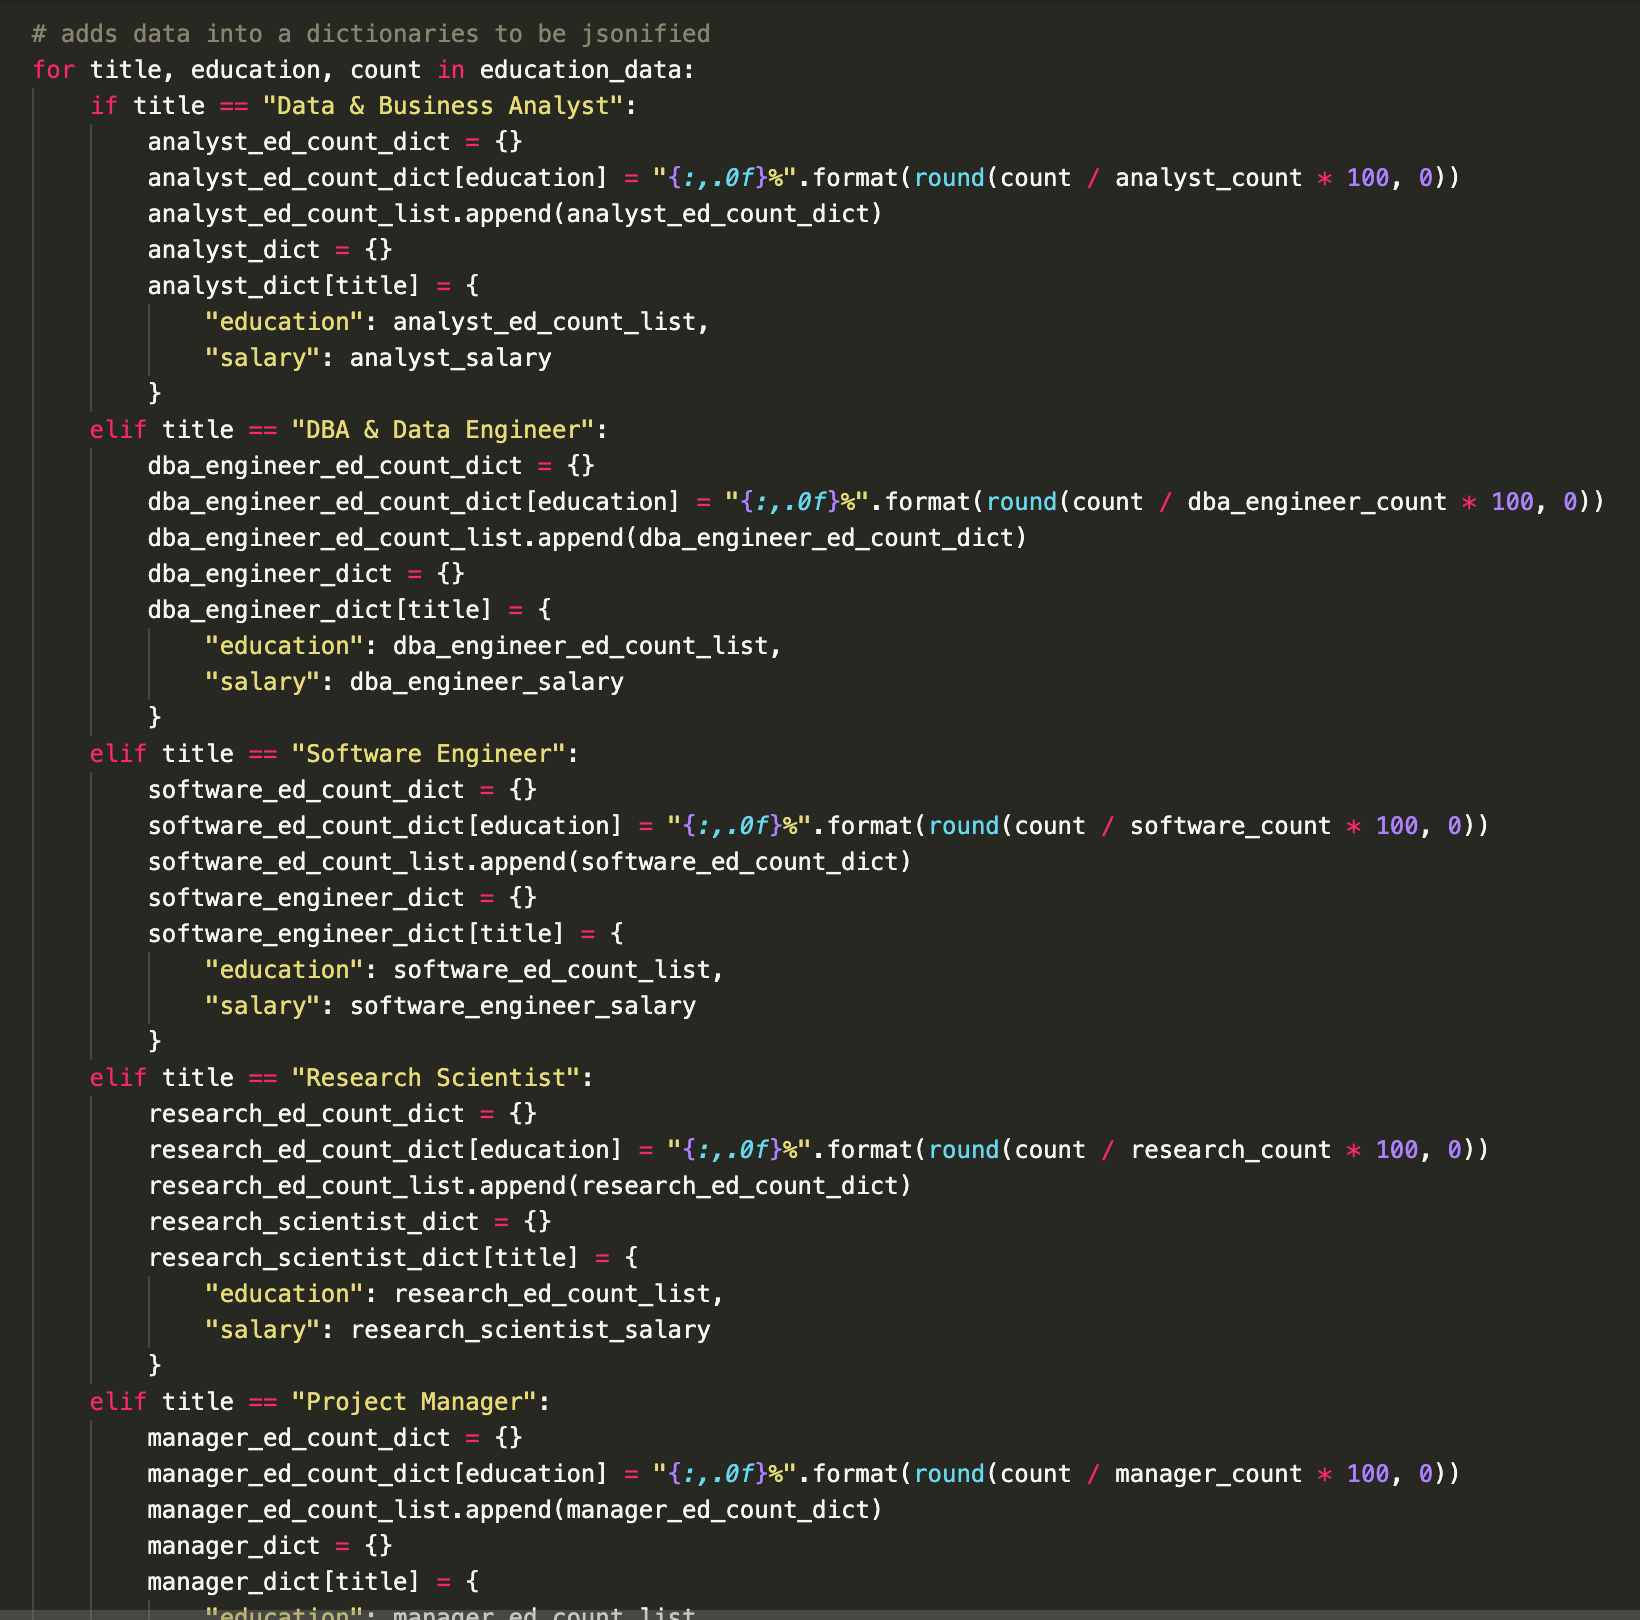 # adds data into a dictionaries to be jsonified
for title, education, count in education_data:
    if title == "Data & Business Analyst":
        analyst_ed_count_dict = {}
        analyst_ed_count_dict[education] = "{:,.0f}%".format(round(count / analyst_count * 100, 0))
        analyst_ed_count_list.append(analyst_ed_count_dict)
        analyst_dict = {}
        analyst_dict[title] = {
            "education": analyst_ed_count_list,
            "salary": analyst_salary
        }
    elif title == "DBA & Data Engineer":
        dba_engineer_ed_count_dict = {}
        dba_engineer_ed_count_dict[education] = "{:,.0f}%".format(round(count / dba_engineer_count * 100, 0))
        dba_engineer_ed_count_list.append(dba_engineer_ed_count_dict)
        dba_engineer_dict = {}
        dba_engineer_dict[title] = {
            "education": dba_engineer_ed_count_list,
            "salary": dba_engineer_salary
        }
    elif title == "Software Engineer":
        software_ed_count_dict = {}
        software_ed_count_dict[education] = "{:,.0f}%".format(round(count / software_count * 100, 0))
        software_ed_count_list.append(software_ed_count_dict)
        software_engineer_dict = {}
        software_engineer_dict[title] = {
            "education": software_ed_count_list,
            "salary": software_engineer_salary
        }
    elif title == "Research Scientist":
        research_ed_count_dict = {}
        research_ed_count_dict[education] = "{:,.0f}%".format(round(count / research_count * 100, 0))
        research_ed_count_list.append(research_ed_count_dict)
        research_scientist_dict = {}
        research_scientist_dict[title] = {
            "education": research_ed_count_list,
            "salary": research_scientist_salary
        }
    elif title == "Project Manager":
        manager_ed_count_dict = {}
        manager_ed_count_dict[education] = "{:,.0f}%".format(round(count / manager_count * 100, 0))
        manager_ed_count_list.append(manager_ed_count_dict)
        manager_dict = {}
        manager_dict[title] = {
            "education": manager_ed_count_list